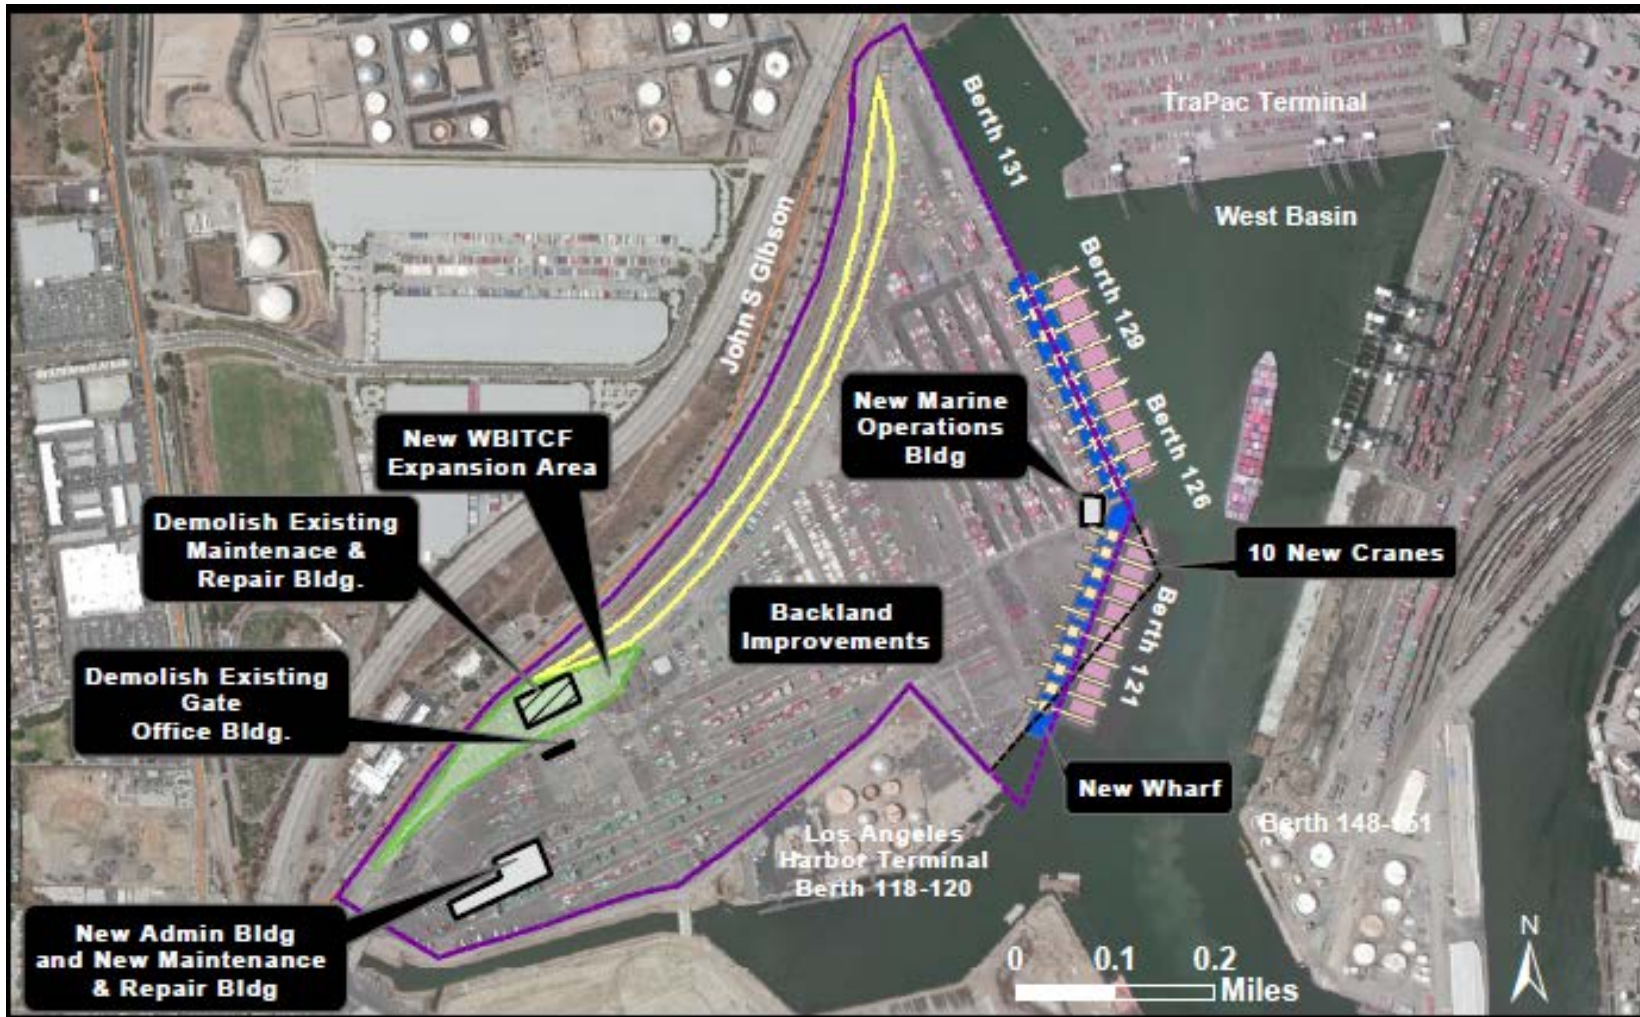 Berth 131
TraPac Terminal
West Basin
John S Gibson
Berth 129
New Marine
Operations
Bldg
Berth 126
New WBITCF
Expansion Area
Demolish Existing
Maintenace &
Repair Bldg.
10 New Cranes
Backland
Improvements
Berth 121
Demolish Existing
Gate
Office Bldg.
New Wharf
Los Angeles
Harbor Terminal
Berth 118-120
Berth 148-151
New Admin Bldg
and New Maintenance
& Repair Bldg
N
0 0.1 0.2
Miles